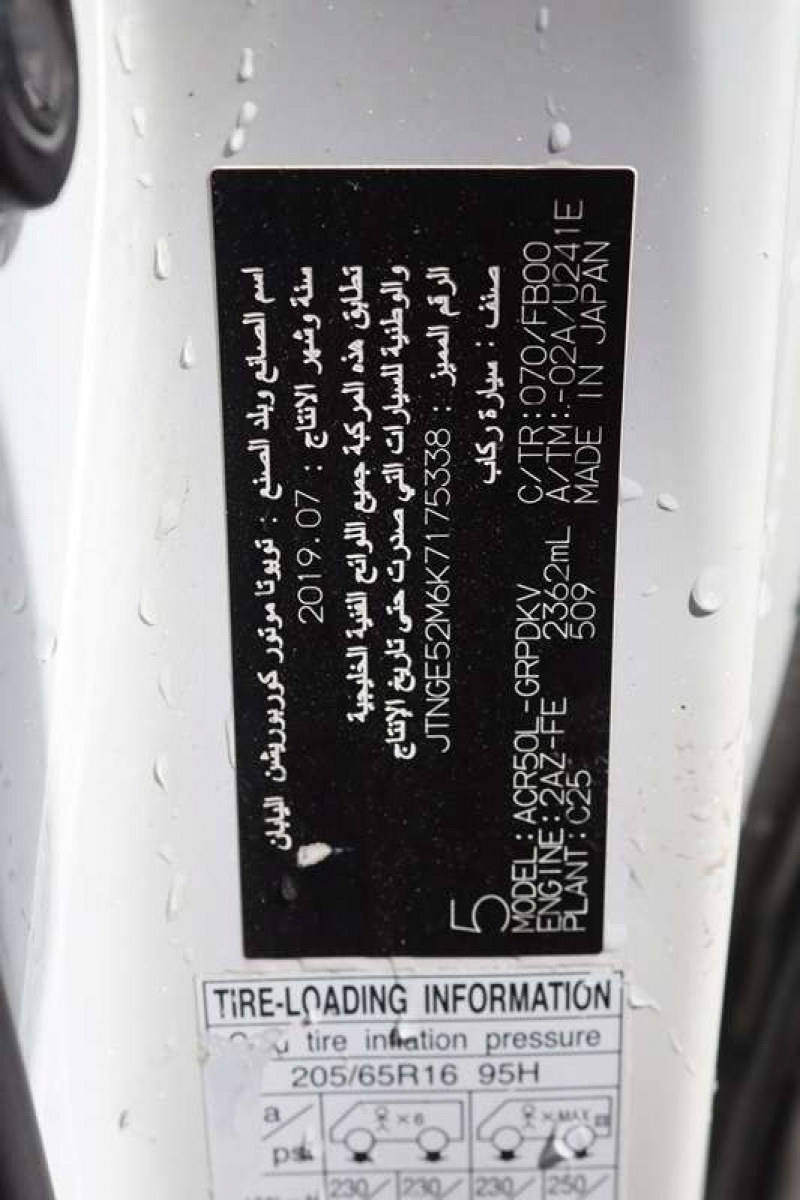 اسم الصانع وبلد الصنع : تويوتا موتور كوربوريشن اليابان
سنة وشهر الانتاج : 2019.07
تطابق هذه المركبة جميع اللوائح الفنية الخليجية
والوطنية للسيارات التي صدرت حتى تاريخ الإنتاج
الرقم المميز : JTNGE52M6K7175338
صنف : سيارة ركاب
5
MODEL:ACR50L-GRPDKV C/TR:070/FB00
ENGINE:2AZ-FE 2362mL A/TM:-02A/U241E
PLANT:C25 509 MADE IN JAPAN
TIRE-LOADING INFORMATION
tire inflation pressure
205/65R16 95H
a ×6 ×MAX
psi
230/ 230/ 230/ 250/